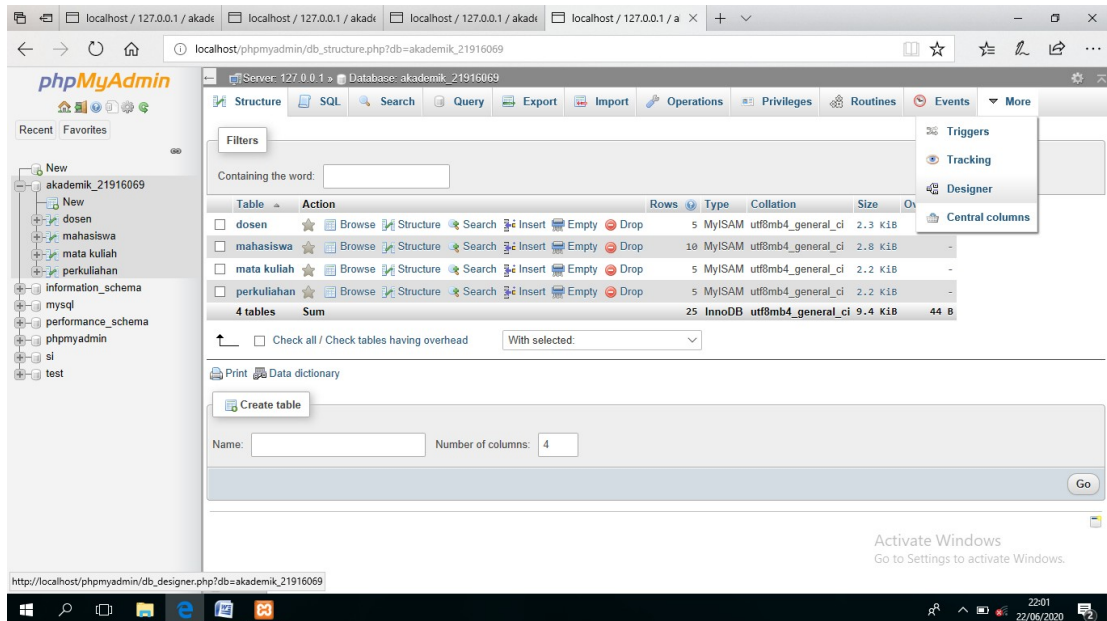 localhost / 127.0.0.1 / akade localhost / 127.0.0.1 / akade localhost / 127.0.0.1 / akade localhost / 127.0.0.1 / a
localhost/phpmyadmin/db_structure.php?db=akademik_21916069
phpMyAdmin
Recent Favorites
New
akademik_21916069
New
dosen
mahasiswa
mata kuliah
perkuliahan
information_schema
mysql
performance_schema
phpmyadmin
si
test
Server: 127.0.0.1 » Database: akademik_21916069
Structure SQL Search Query Export Import Operations Privileges Routines Events More
Triggers
Tracking
Designer
Central columns
Filters
Containing the word:
Table Action Rows Type Collation Size Ov
dosen Browse Structure Search Insert Empty Drop 5 MyISAM utf8mb4_general_ci 2.3 KiB
mahasiswa Browse Structure Search Insert Empty Drop 10 MyISAM utf8mb4_general_ci 2.8 KiB -
mata kuliah Browse Structure Search Insert Empty Drop 5 MyISAM utf8mb4_general_ci 2.2 KiB -
perkuliahan Browse Structure Search Insert Empty Drop 5 MyISAM utf8mb4_general_ci 2.2 KiB -
4 tables Sum 25 InnoDB utf8mb4_general_ci 9.4 KiB 44 B
Check all / Check tables having overhead With selected:
Print Data dictionary
Create table
Name: Number of columns: 4
Go
Activate Windows
Go to Settings to activate Windows.
http://localhost/phpmyadmin/db_designer.php?db=akademik_21916069
22:01
22/06/2020